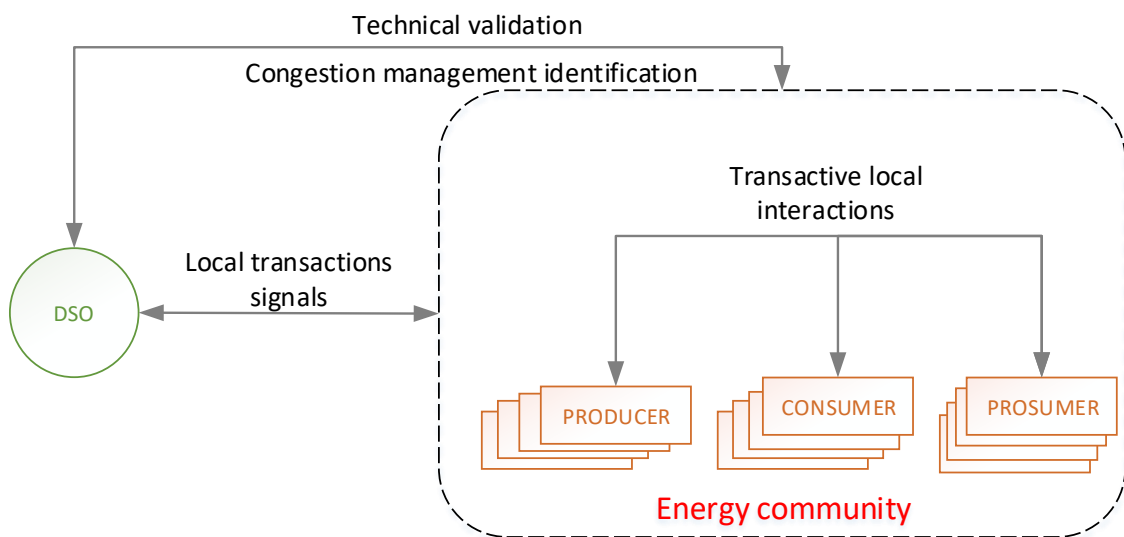 Technical validation
Congestion management identification
Transactive local
interactions
Local transactions
signals
DSO
PRODUCER
CONSUMER
PROSUMER
Energy community